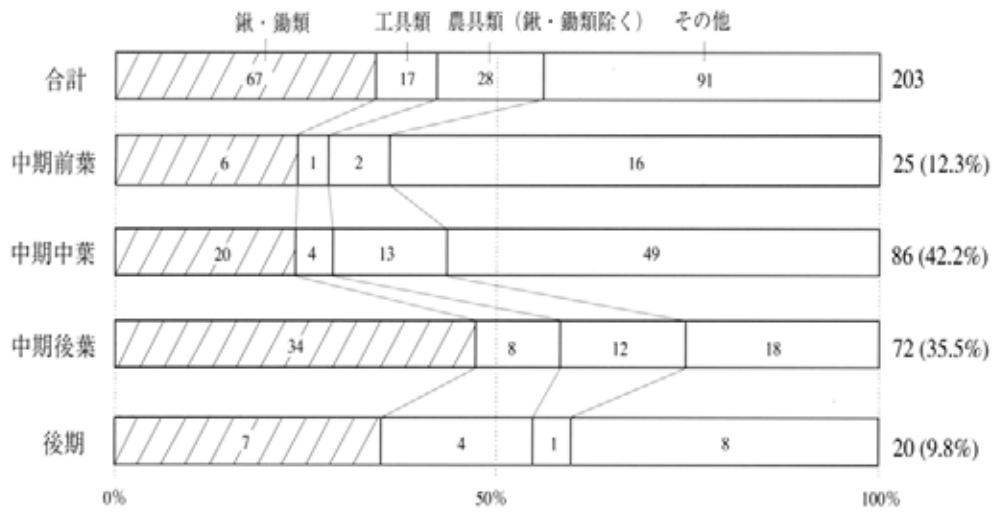 鍬・鋤類 工具類 農具類（鍬・鋤類除く） その他
合計 67 17 28 91 203
中期前葉 6 1 2 16 25 (12.3%)
中期中葉 20 4 13 49 86 (42.2%)
中期後葉 34 8 12 18 72 (35.5%)
後期 7 4 1 8 20 (9.8%)
0% 50% 100%